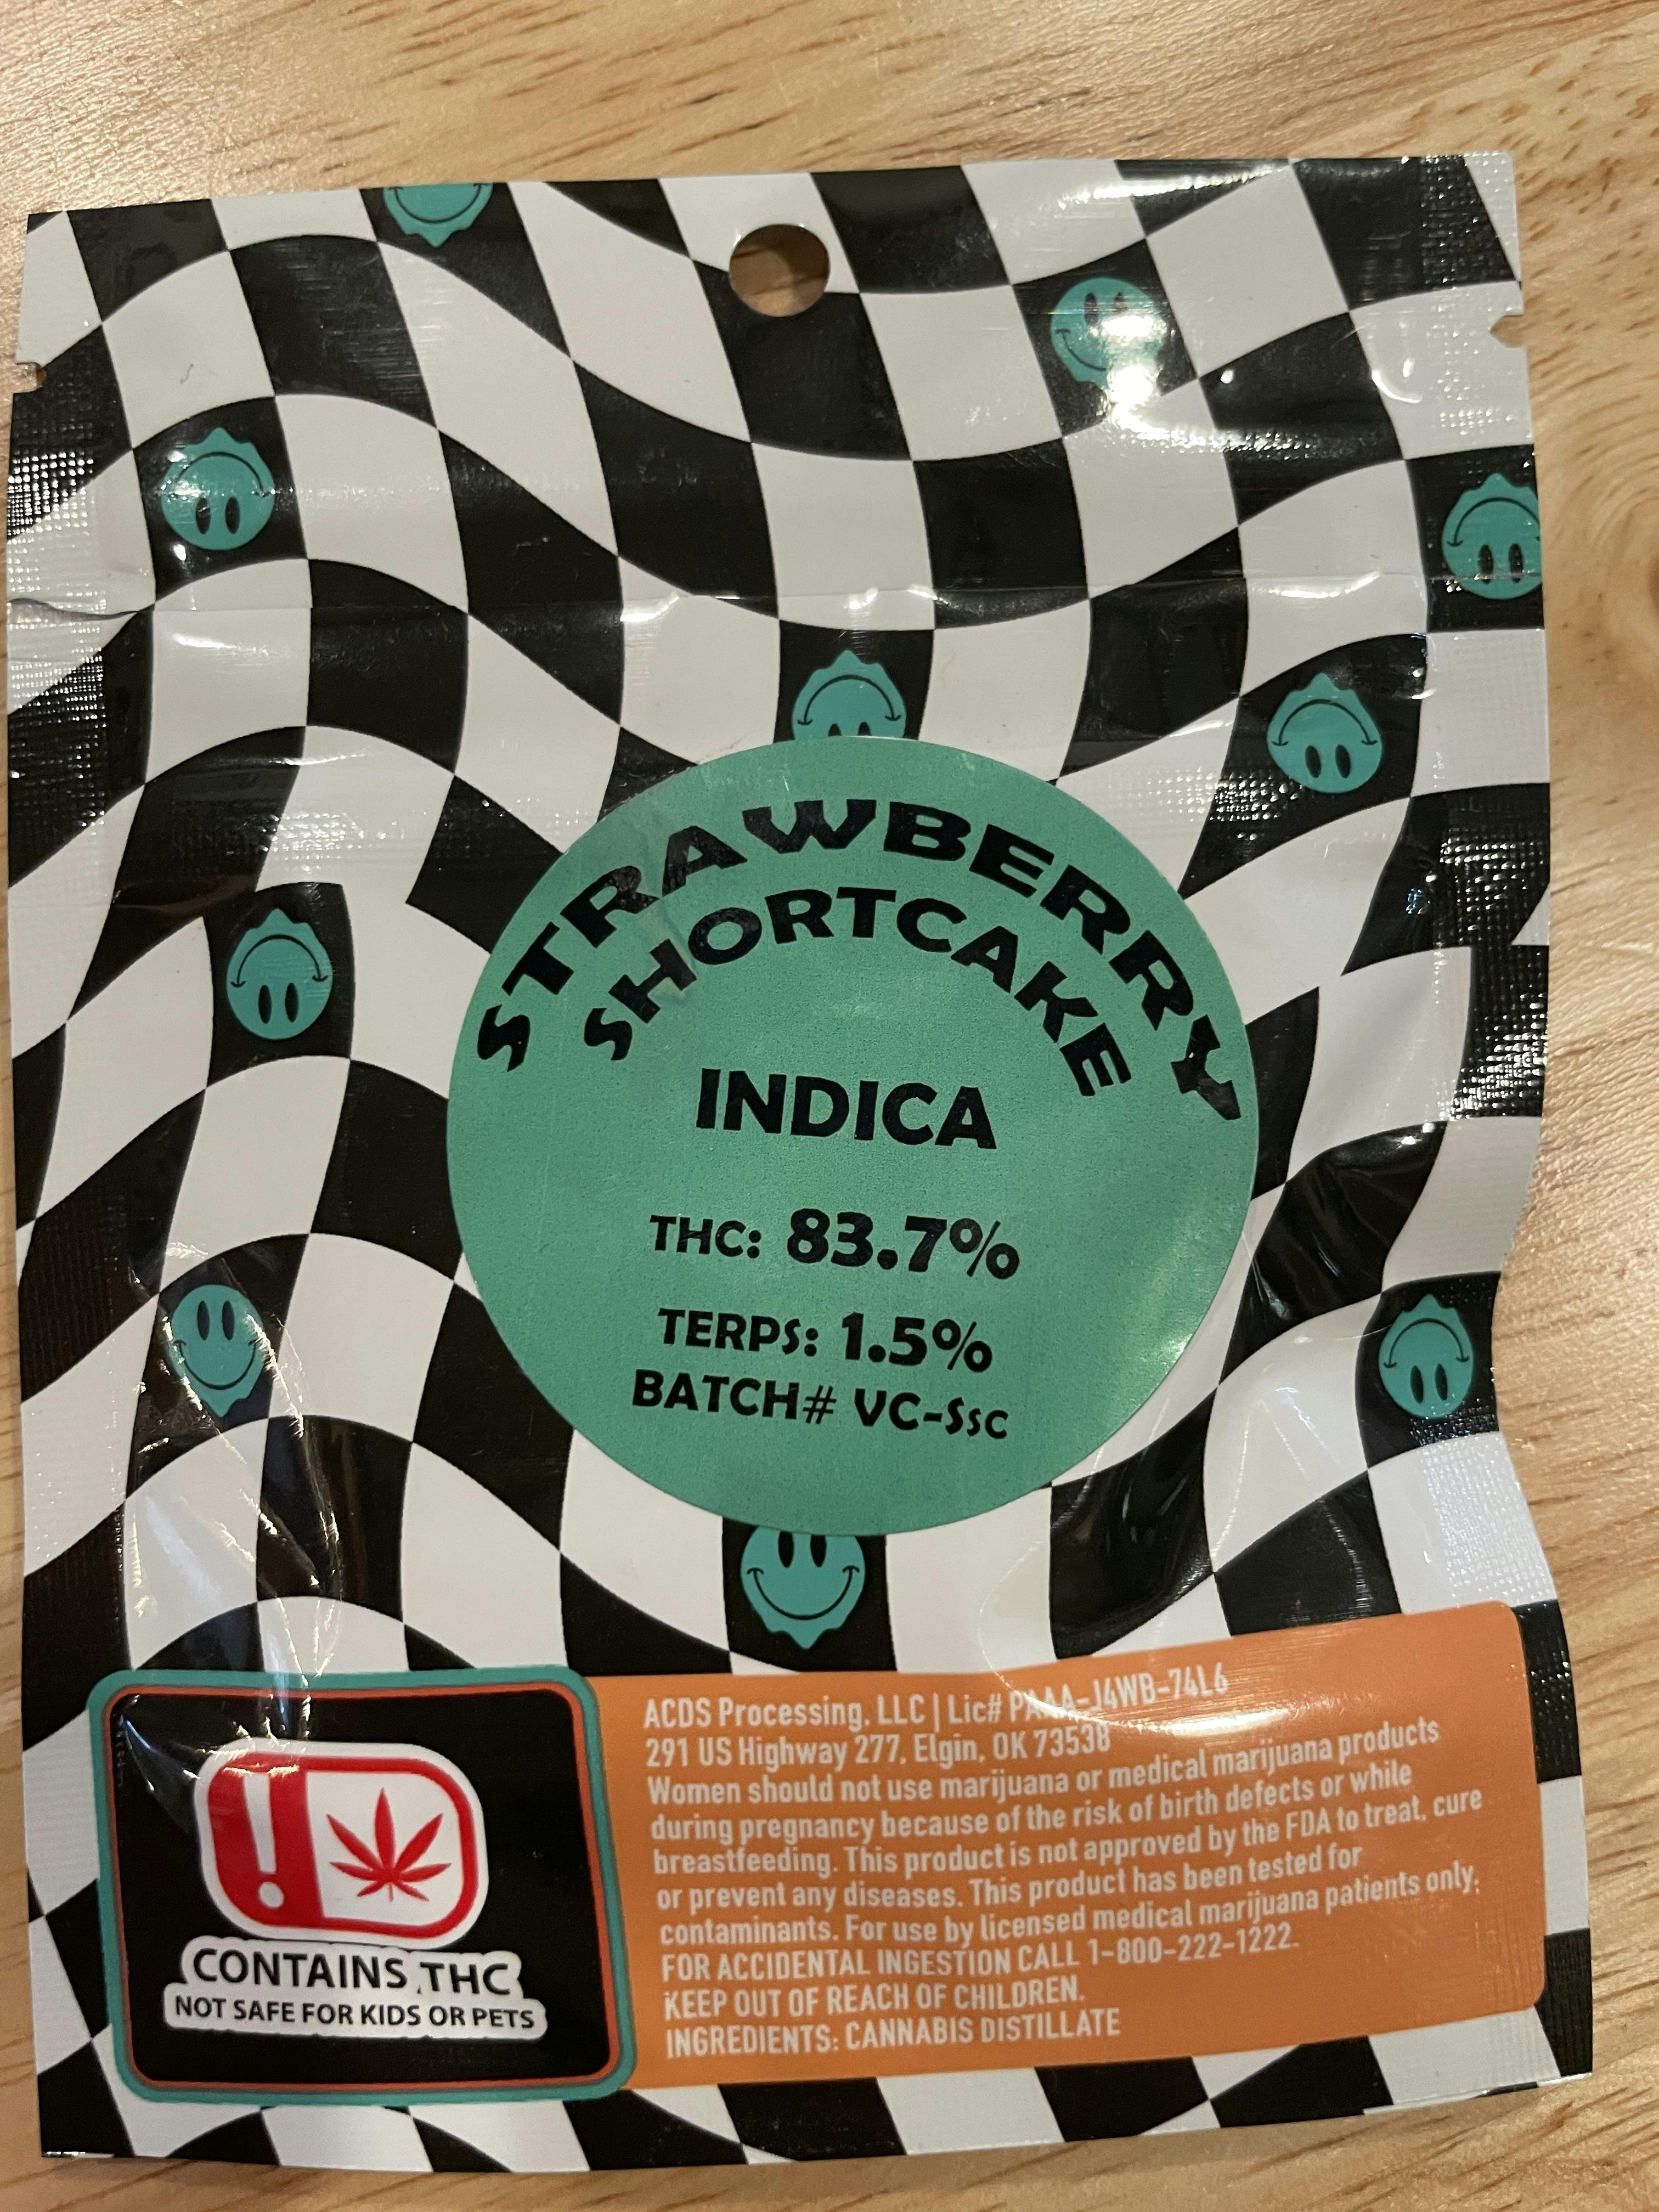 STRAWBERRY
SHORTCAKE
INDICA
THC: 83.7%
TERPS: 1.5%
BATCH# VC-Ssc
CONTAINS THC
NOT SAFE FOR KIDS OR PETS
ACDS Processing, LLC | Lic# PAAA-J4WB-74L6
291 US Highway 277, Elgin, OK 73538
Women should not use marijuana or medical marijuana products
during pregnancy because of the risk of birth defects or while
breastfeeding. This product is not approved by the FDA to treat, cure
or prevent any diseases. This product has been tested for
contaminants. For use by licensed medical marijuana patients only.
FOR ACCIDENTAL INGESTION CALL 1-800-222-1222.
KEEP OUT OF REACH OF CHILDREN.
INGREDIENTS: CANNABIS DISTILLATE